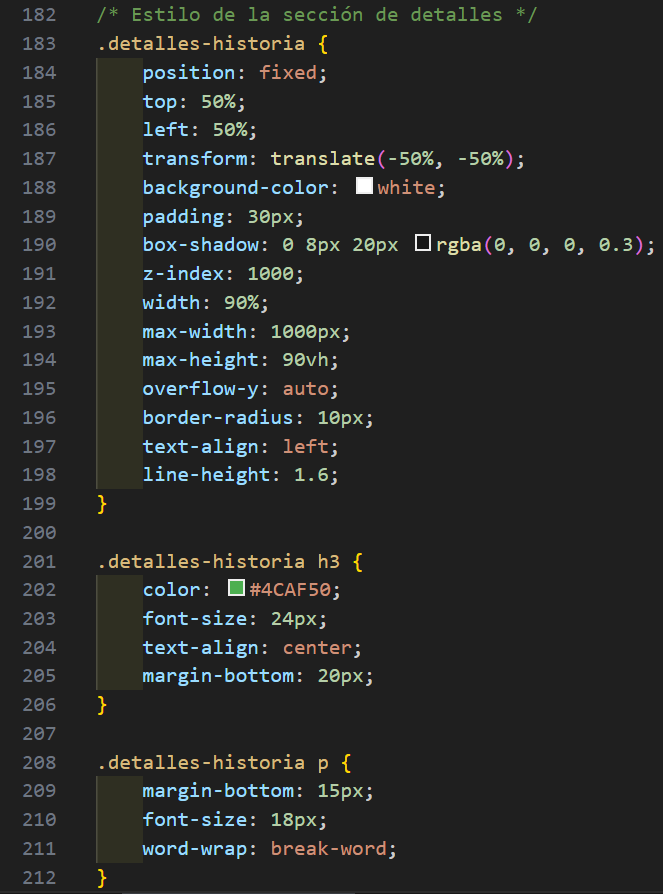 182 /* Estilo de la sección de detalles */
183 .detalles-historia {
184 position: fixed;
185 top: 50%;
186 left: 50%;
187 transform: translate(-50%, -50%);
188 background-color: white;
189 padding: 30px;
190 box-shadow: 0 8px 20px rgba(0, 0, 0, 0.3);
191 z-index: 1000;
192 width: 90%;
193 max-width: 1000px;
194 max-height: 90vh;
195 overflow-y: auto;
196 border-radius: 10px;
197 text-align: left;
198 line-height: 1.6;
199 }
200
201 .detalles-historia h3 {
202 color: #4CAF50;
203 font-size: 24px;
204 text-align: center;
205 margin-bottom: 20px;
206 }
207
208 .detalles-historia p {
209 margin-bottom: 15px;
210 font-size: 18px;
211 word-wrap: break-word;
212 }